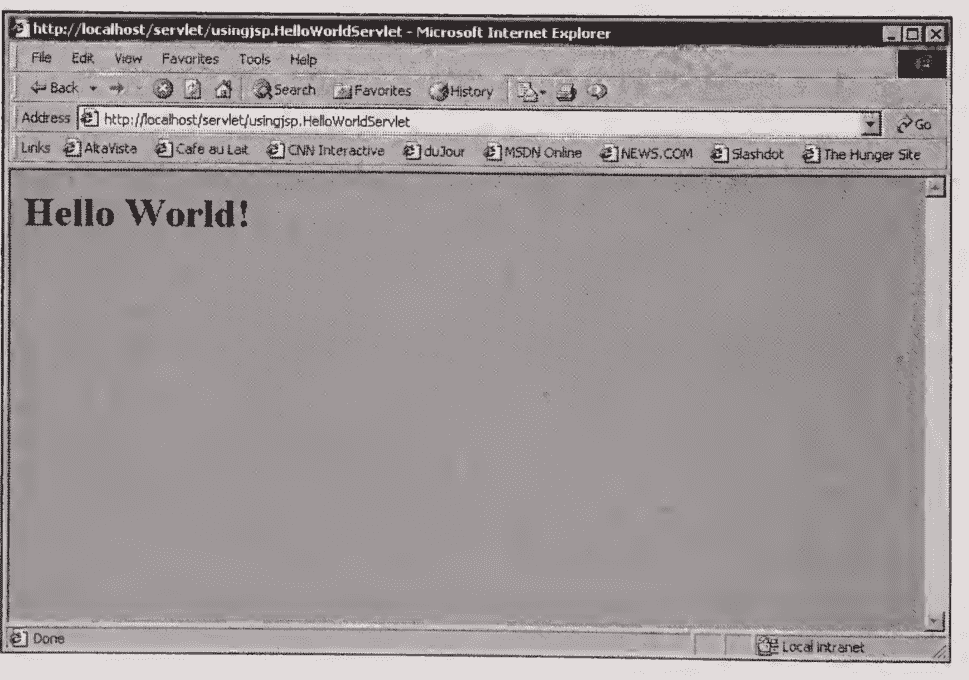 http://localhost/servlet/usingjsp.HelloWorldServlet - Microsoft Internet Explorer
File Edit View Favorites Tools Help
Back Search Favorites History
Address http://localhost/servlet/usingjsp.HelloWorldServlet Go
Links AltaVista Cafe au Lait CNN Interactive duJour MSDN Online NEWS.COM Slashdot The Hunger Site
Hello World!
Done Local intranet